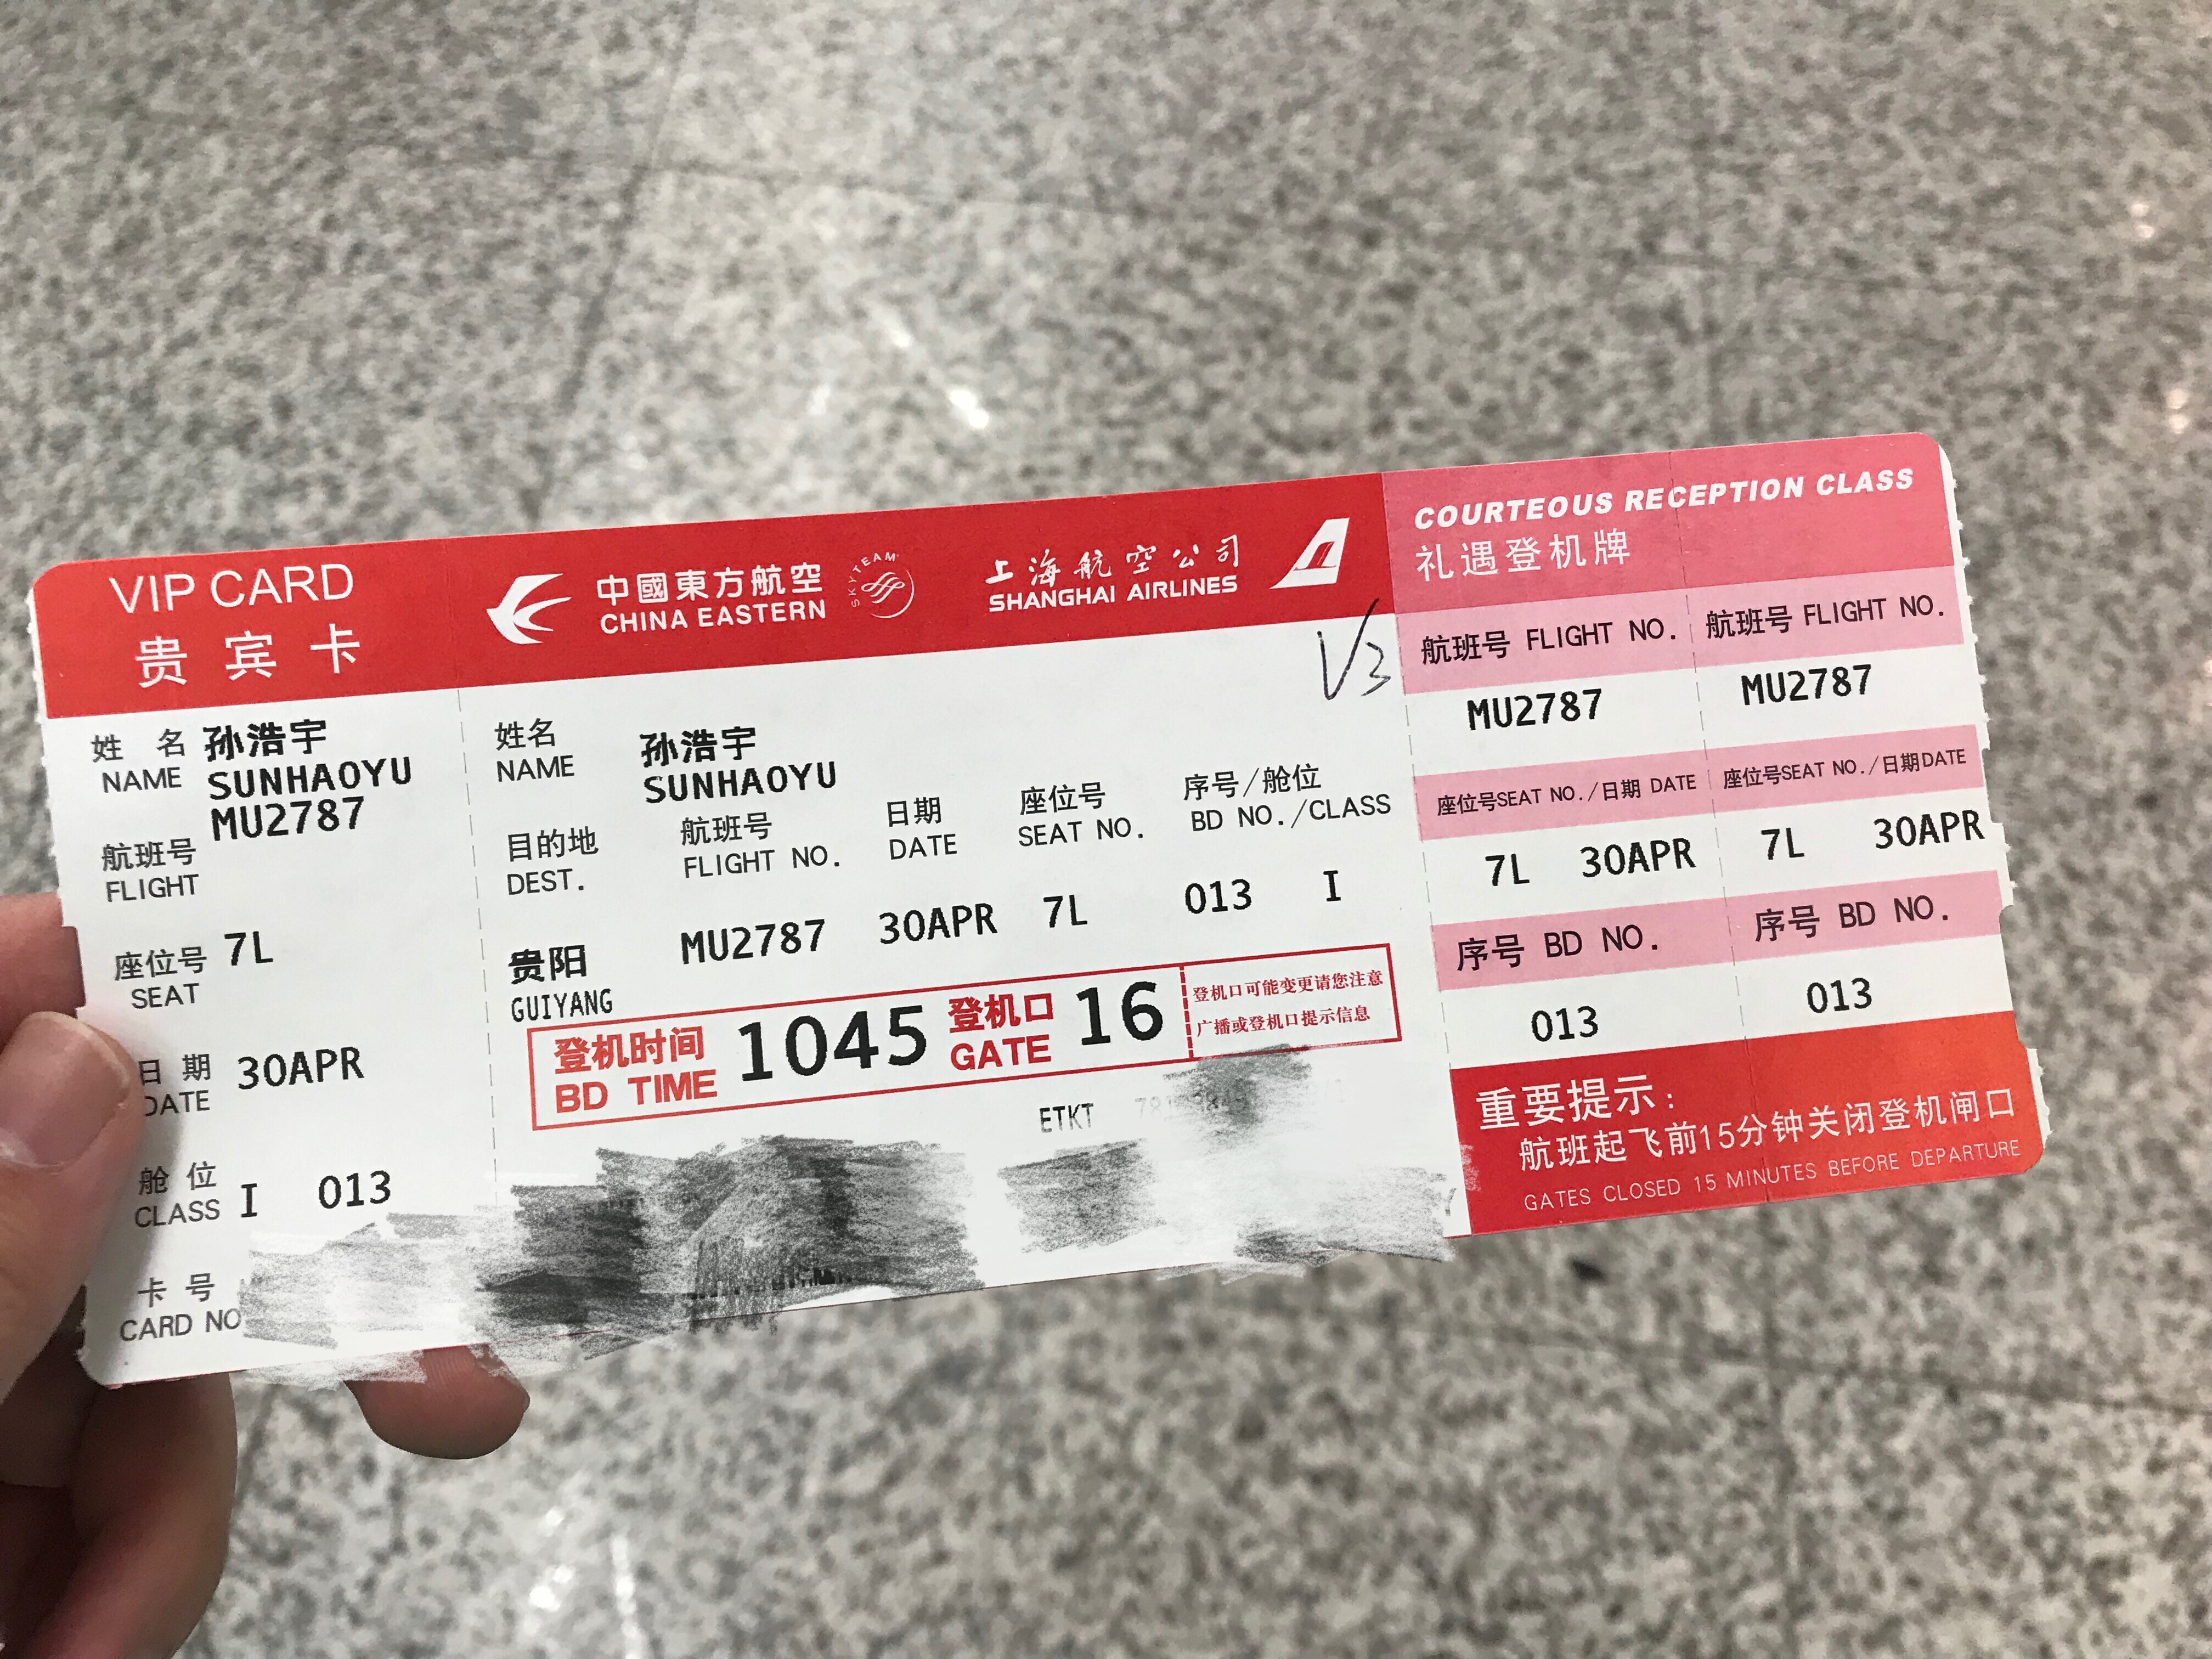 VIP CARD
贵宾卡
姓 名 孙浩宇
NAME SUNHAOYU
MU2787
航班号
FLIGHT
座位号 7L
SEAT
日期 30APR
DATE
舱位
CLASS I 013
卡号
CARD NO
中國東方航空
CHINA EASTERN
SKYTEAM
上海航空公司
SHANGHAI AIRLINES
V3
姓名 孙浩宇
NAME SUNHAOYU
目的地 航班号 日期 座位号 序号/舱位
DEST. FLIGHT NO. DATE SEAT NO. BD NO./CLASS
贵阳 MU2787 30APR 7L 013 I
GUIYANG
登机时间 1045 登机口 16 登机口可能变更请您注意
BD TIME GATE 广播或登机口提示信息
ETKT
COURTEOUS RECEPTION CLASS
礼遇登机牌
航班号 FLIGHT NO. 航班号 FLIGHT NO.
MU2787 MU2787
座位号SEAT NO./日期 DATE 座位号SEAT NO./日期DATE
7L 30APR 7L 30APR
序号 BD NO. 序号 BD NO.
013 013
重要提示:
航班起飞前15分钟关闭登机闸口
GATES CLOSED 15 MINUTES BEFORE DEPARTURE